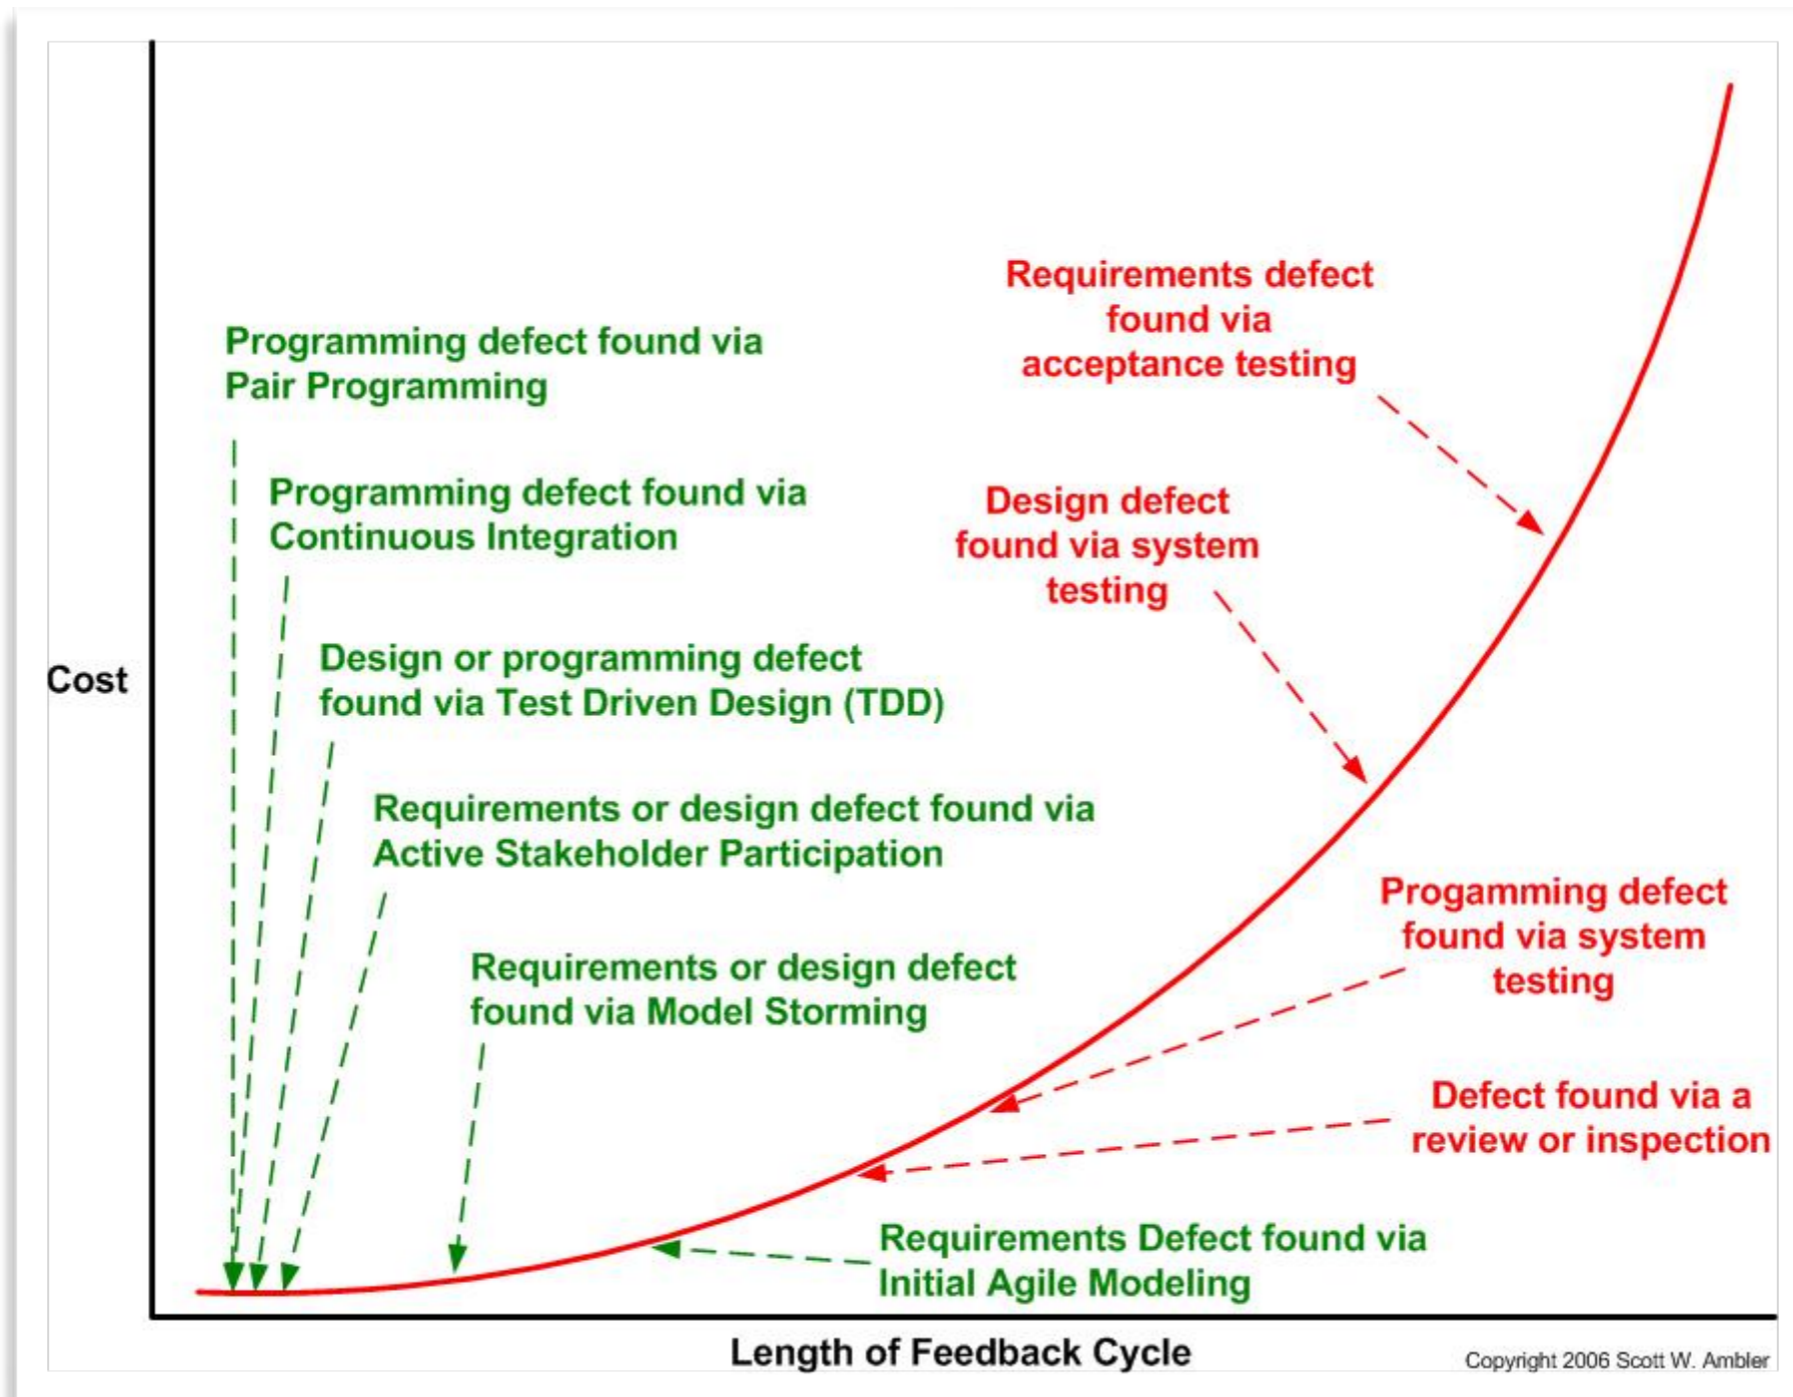 Requirements defect
found via
acceptance testing
Programming defect found via
Pair Programming
Programming defect found via
Continuous Integration
Design defect
found via system
testing
Cost
Design or programming defect
found via Test Driven Design (TDD)
Requirements or design defect found via
Active Stakeholder Participation
Progamming defect
found via system
testing
Requirements or design defect
found via Model Storming
Defect found via a
review or inspection
Requirements Defect found via
Initial Agile Modeling
Length of Feedback Cycle
Copyright 2006 Scott W. Ambler